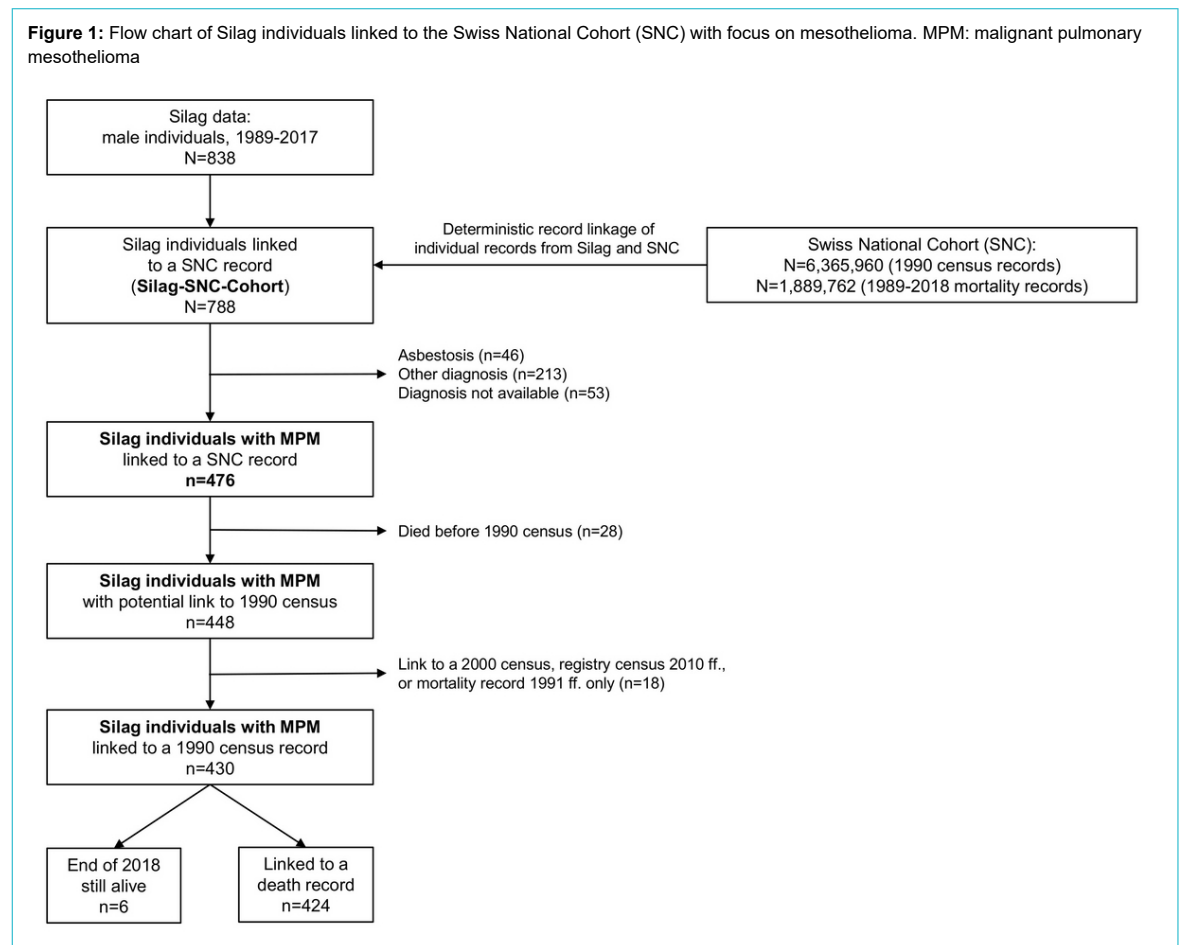 Figure 1: Flow chart of Silag individuals linked to the Swiss National Cohort (SNC) with focus on mesothelioma. MPM: malignant pulmonary
mesothelioma
Silag data:
male individuals, 1989-2017
N=838
Silag individuals linked
to a SNC record
(Silag-SNC-Cohort)
N=788
Deterministic record linkage of
individual records from Silag and SNC
Swiss National Cohort (SNC):
N=6,365,960 (1990 census records)
N=1,889,762 (1989-2018 mortality records)
Asbestosis (n=46)
Other diagnosis (n=213)
Diagnosis not available (n=53)
Silag individuals with MPM
linked to a SNC record
n=476
Died before 1990 census (n=28)
Silag individuals with MPM
with potential link to 1990 census
n=448
Link to a 2000 census, registry census 2010 ff.,
or mortality record 1991 ff. only (n=18)
Silag individuals with MPM
linked to a 1990 census record
n=430
End of 2018
still alive
n=6
Linked to a
death record
n=424